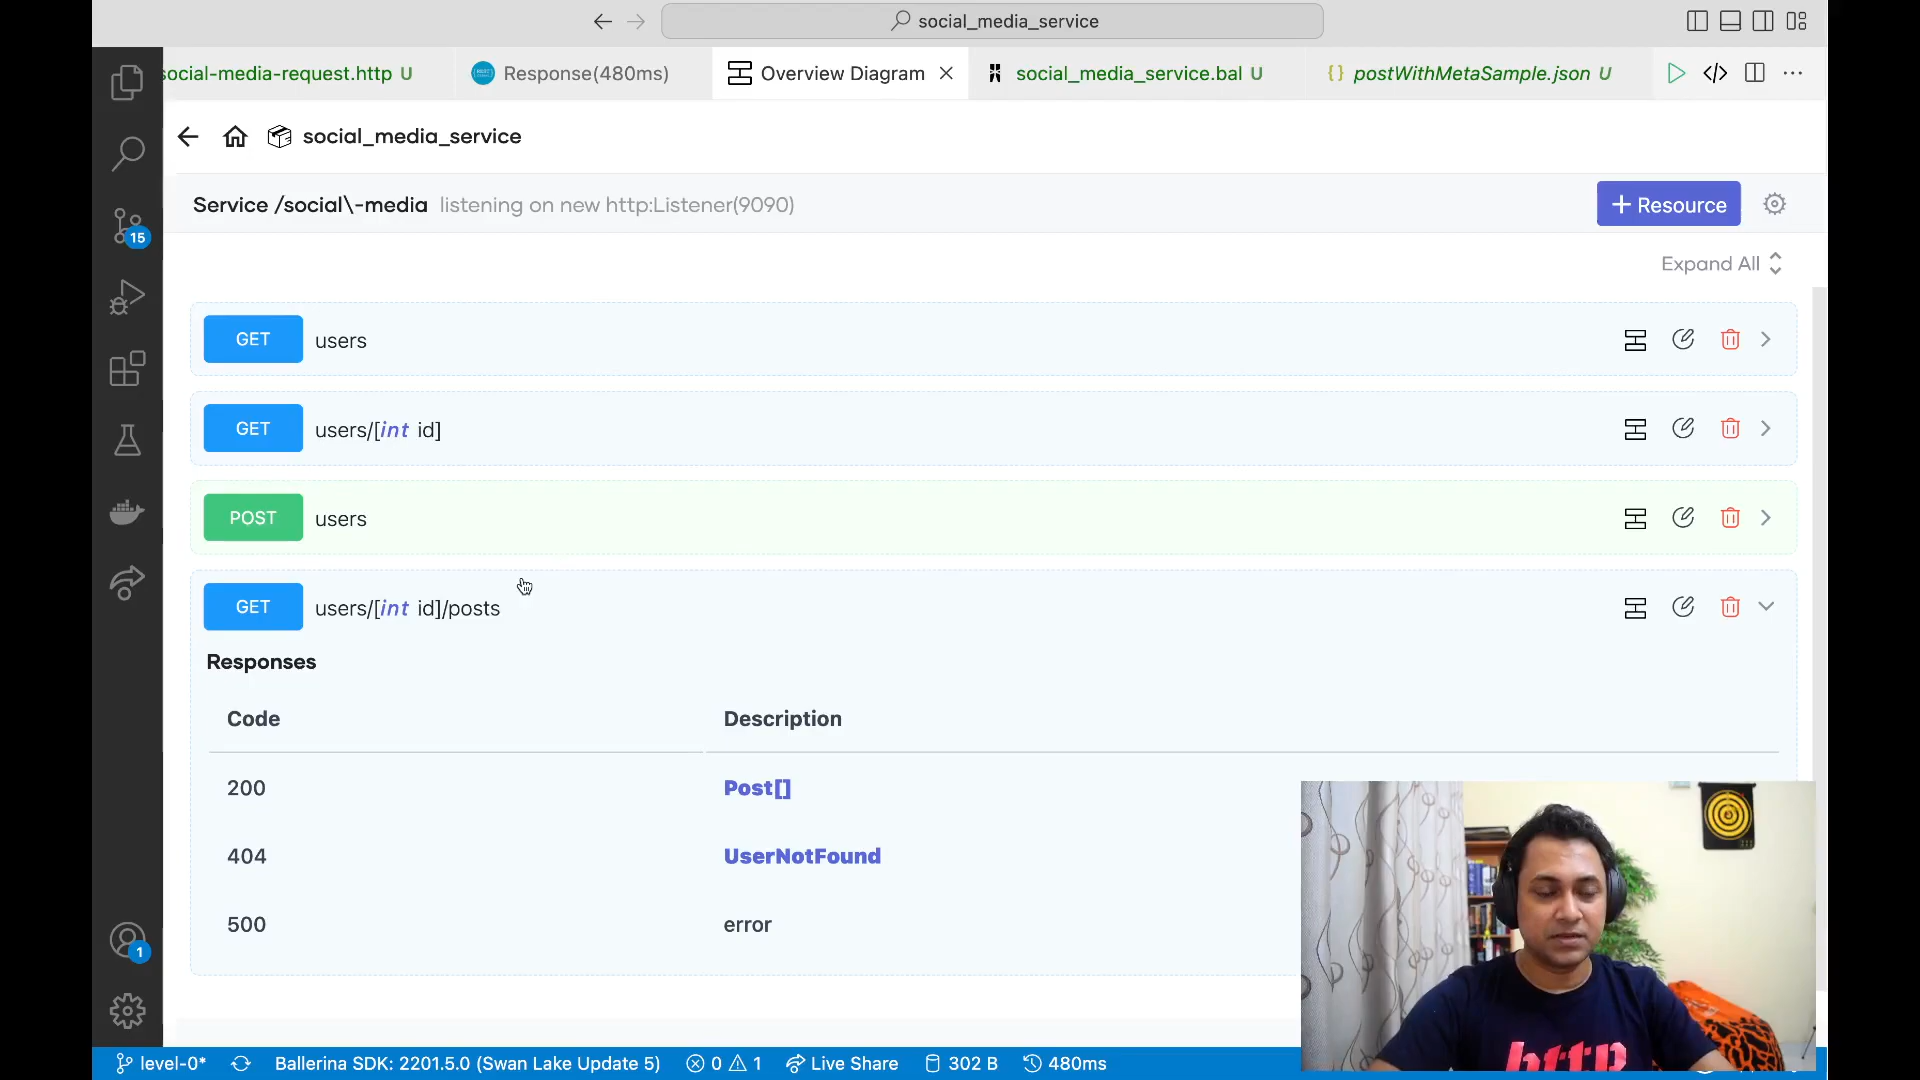 social_media_service
social-media-request.http U
Response(480ms)
Overview Diagram
social_media_service.bal U
{} postWithMetaSample.json U
social_media_service
Service /social\-media listening on new http:Listener(9090)
+ Resource
Expand All
GET users
GET users/[int id]
15
POST users
GET users/[int id]/posts
Responses
Code Description
200 Post[]
404 UserNotFound
500 error
1
http
level-0* Ballerina SDK: 2201.5.0 (Swan Lake Update 5) 0 1 Live Share 302 B 480ms